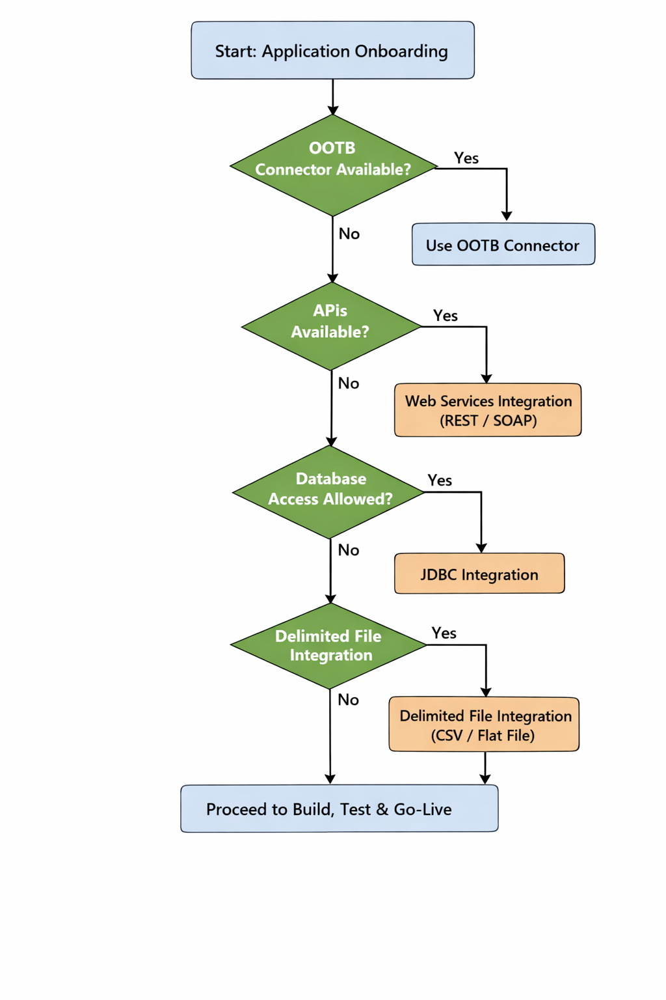 Start: Application Onboarding
OOTB
Connector Available?
Yes
No
Use OOTB Connector
APis
Available?
Yes
No
Web Services Integration
(REST / SOAP)
Database
Access Allowed?
Yes
No
JDBC Integration
Delimited File
Integration
Yes
No
Delimited File Integration
(CSV / Flat File)
Proceed to Build, Test & Go-Live